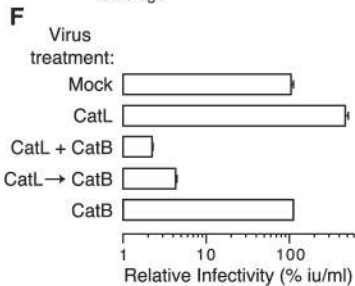 F
Virus
treatment:
Mock
CatL
CatL + CatB
CatL→ CatB
CatB
1 10 100
Relative Infectivity (% iu/ml)